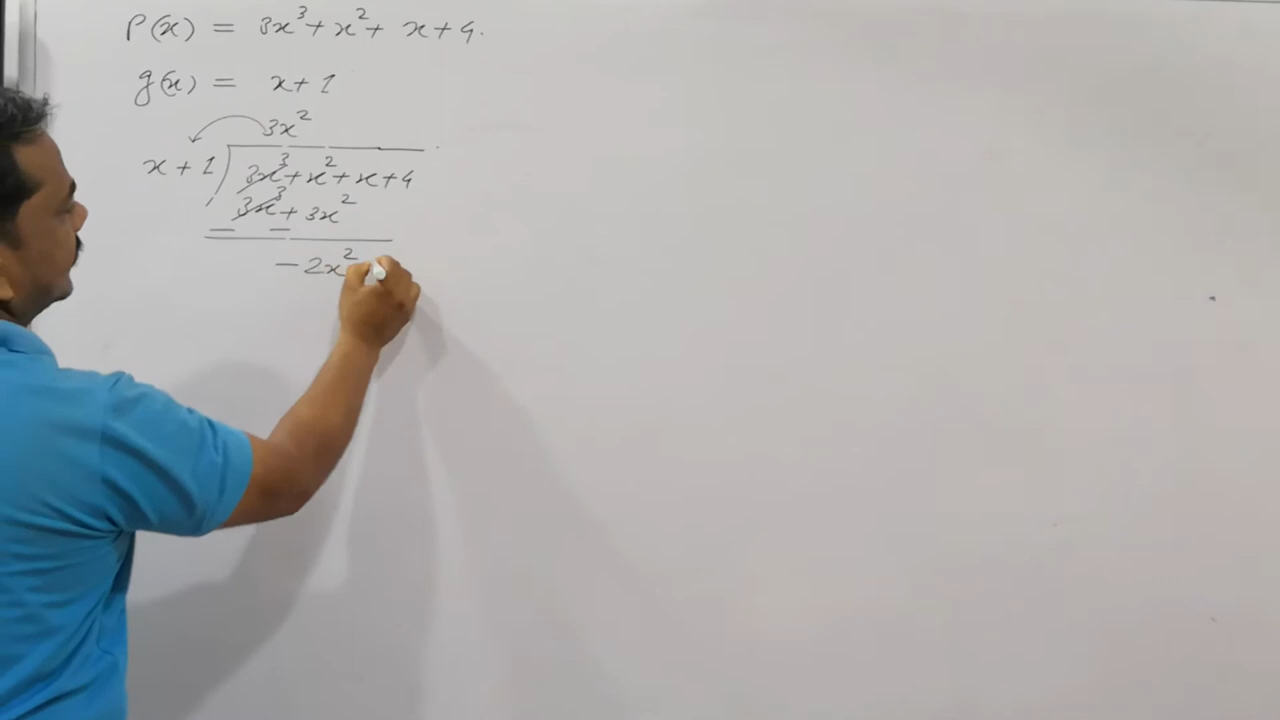 P(x) = 3x³ + x² + x + 4.
g(x) = x + 1
3x²
x + 1 ) 3x³ + x² + x + 4
3x³ + 3x²
— —
- 2x²